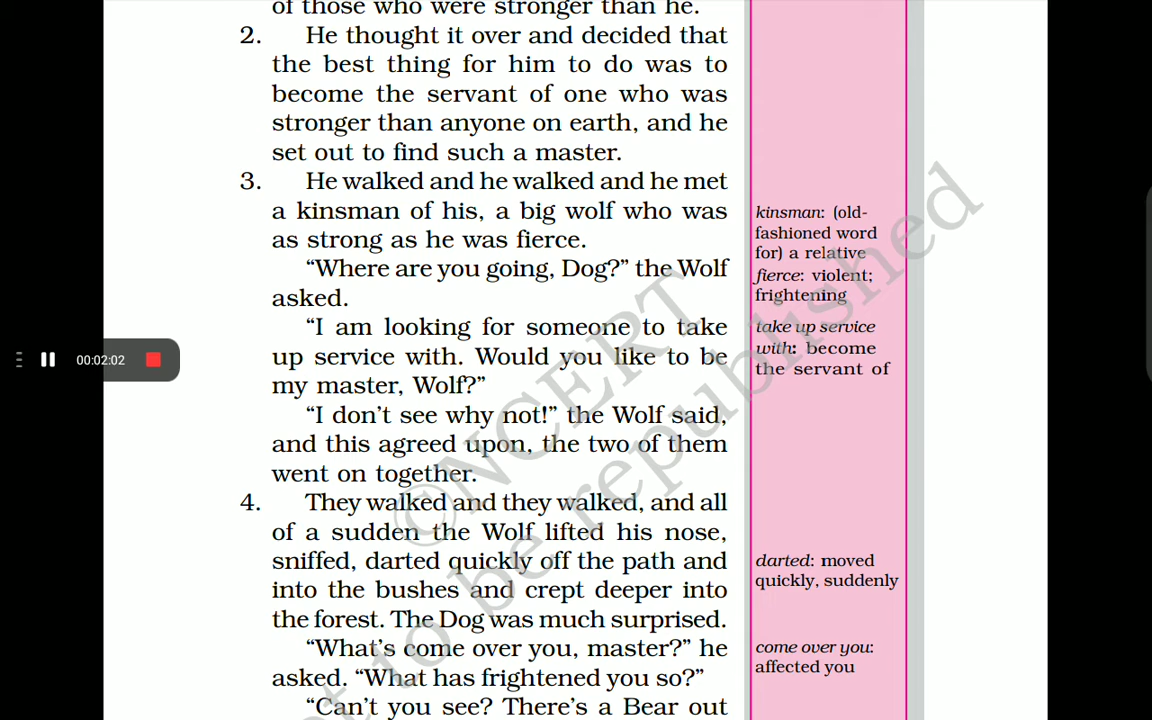 of those who were stronger than he.
2. He thought it over and decided that
the best thing for him to do was to
become the servant of one who was
stronger than anyone on earth, and he
set out to find such a master.
3. He walked and he walked and he met
a kinsman of his, a big wolf who was
as strong as he was fierce.
“Where are you going, Dog?” the Wolf
asked.
“I am looking for someone to take
up service with. Would you like to be
my master, Wolf?”
“I don’t see why not!” the Wolf said,
and this agreed upon, the two of them
went on together.
4. They walked and they walked, and all
of a sudden the Wolf lifted his nose,
sniffed, darted quickly off the path and
into the bushes and crept deeper into
the forest. The Dog was much surprised.
“What’s come over you, master?” he
asked. “What has frightened you so?”
“Can’t you see? There’s a Bear out
kinsman: (old-
fashioned word
for) a relative
fierce: violent;
frightening
take up service
with: become
the servant of
darted: moved
quickly, suddenly
come over you:
affected you
00:02:02
©NCERT
not to be republished